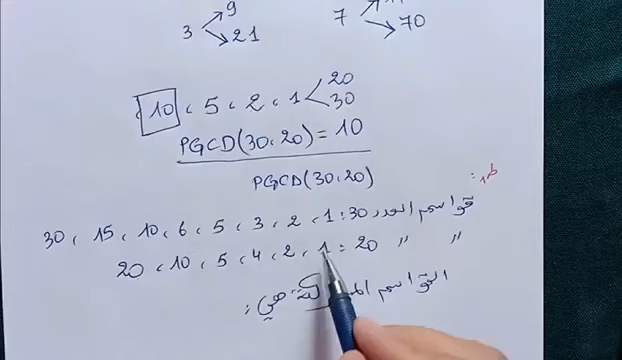 3 9 21
7 70
10 ، 5 ، 2 ، 1 20 30
PGCD(30،20)=10
PGCD(30،20)
ط1 :
قواسم العدد 30 : 1 ، 2 ، 3 ، 5 ، 6 ، 10 ، 15 ، 30
" " 20 : 1 ، 2 ، 4 ، 5 ، 10 ، 20
القواسم هي :